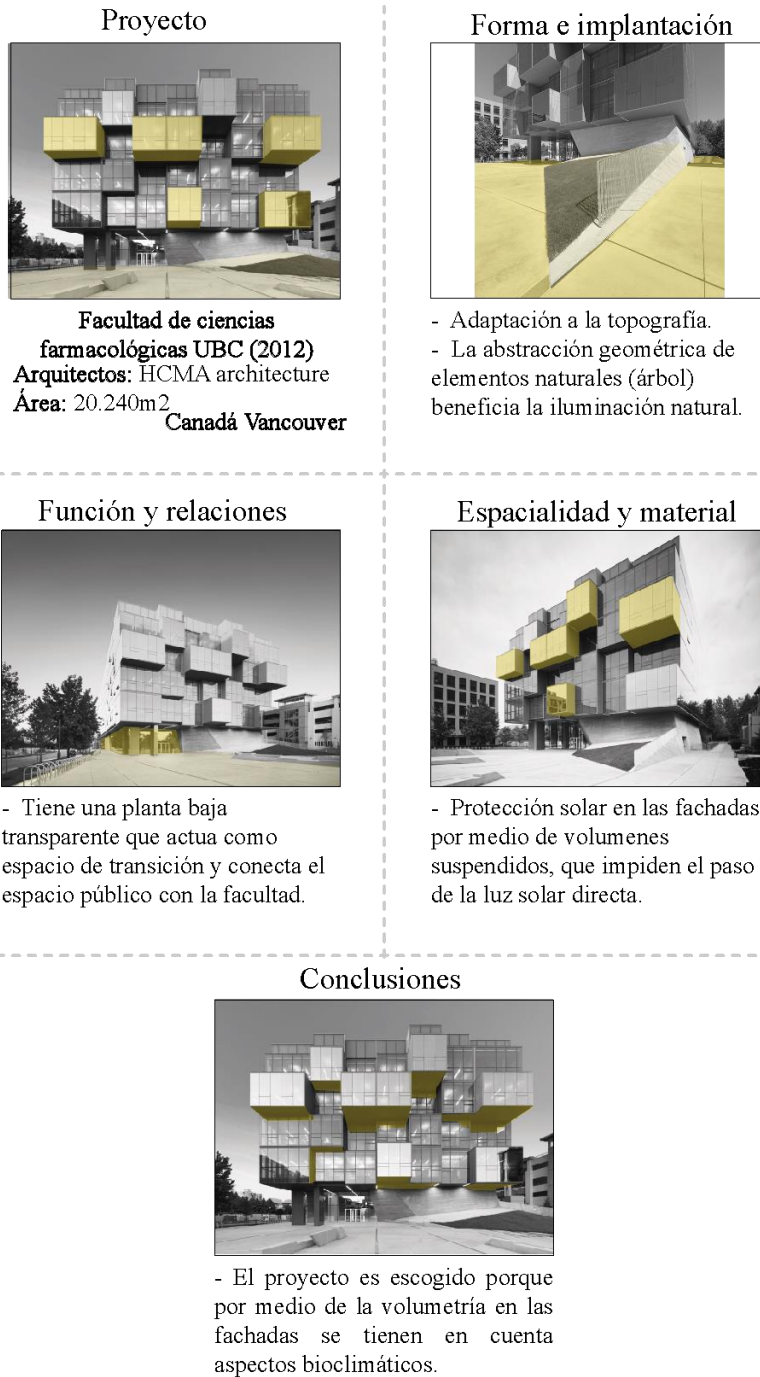 Proyecto
Facultad de ciencias
farmacológicas UBC (2012)
Arquitectos: HCMA architecture
Área: 20.240m2
Canadá Vancouver
Forma e implantación
- Adaptación a la topografía.
- La abstracción geométrica de
elementos naturales (árbol)
beneficia la iluminación natural.
Función y relaciones
- Tiene una planta baja
transparente que actua como
espacio de transición y conecta el
espacio público con la facultad.
Espacialidad y material
- Protección solar en las fachadas
por medio de volumenes
suspendidos, que impiden el paso
de la luz solar directa.
Conclusiones
- El proyecto es escogido porque
por medio de la volumetría en las
fachadas se tienen en cuenta
aspectos bioclimáticos.